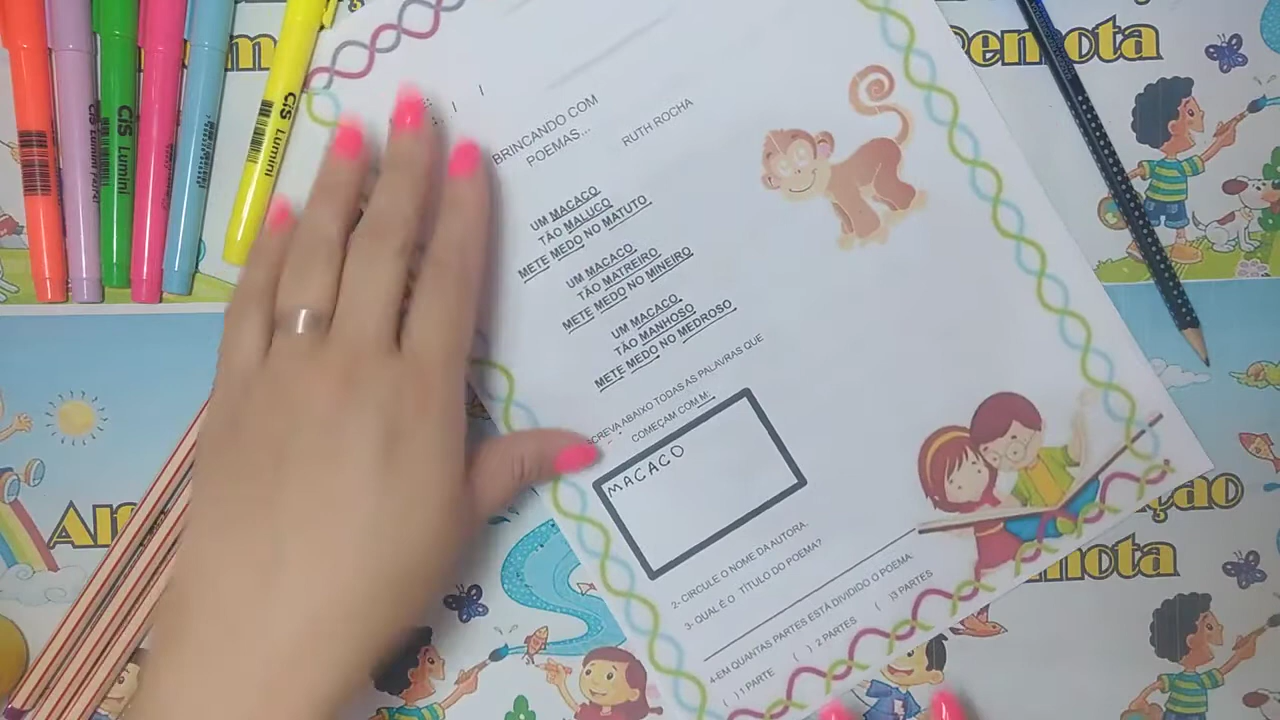 BRINCANDO COM
POEMAS...
RUTH ROCHA
UM MACACO
TÃO MALUCO
METE MEDO NO MATUTO
UM MACACO
TÃO MATREIRO
METE MEDO NO MINEIRO
UM MACACO
TÃO MANHOSO
METE MEDO NO MEDROSO
ABAIXO TODAS AS PALAVRAS QUE
COMEÇAM COM M:
MACACO
2- CIRCULE O NOME DA AUTORA.
3- QUAL É O TÍTULO DO POEMA?
4-EM QUANTAS PARTES ESTÁ DIVIDIDO O POEMA:
) 1 PARTE ( ) 2 PARTES ( )3 PARTES
CiS Lumini
CiS Lumini
Remota